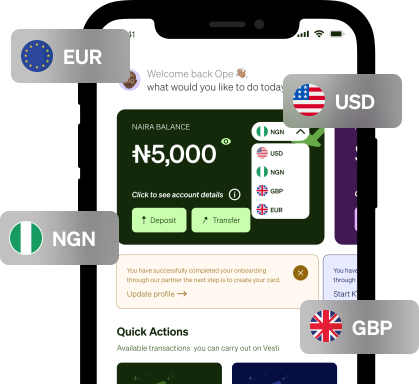 41
EUR
Welcome back Ope 👋🏽,
what would you like to do today
USD
NAIRA BALANCE
NGN
₦5,000
USD
NGN
GBP
EUR
Click to see account details
Deposit
Transfer
NGN
You have successfully completed your onboarding
through our partner the next step is to create your card.
Update profile →
You have
through
Start K
GBP
Quick Actions
Available transactions you can carry out on Vesti